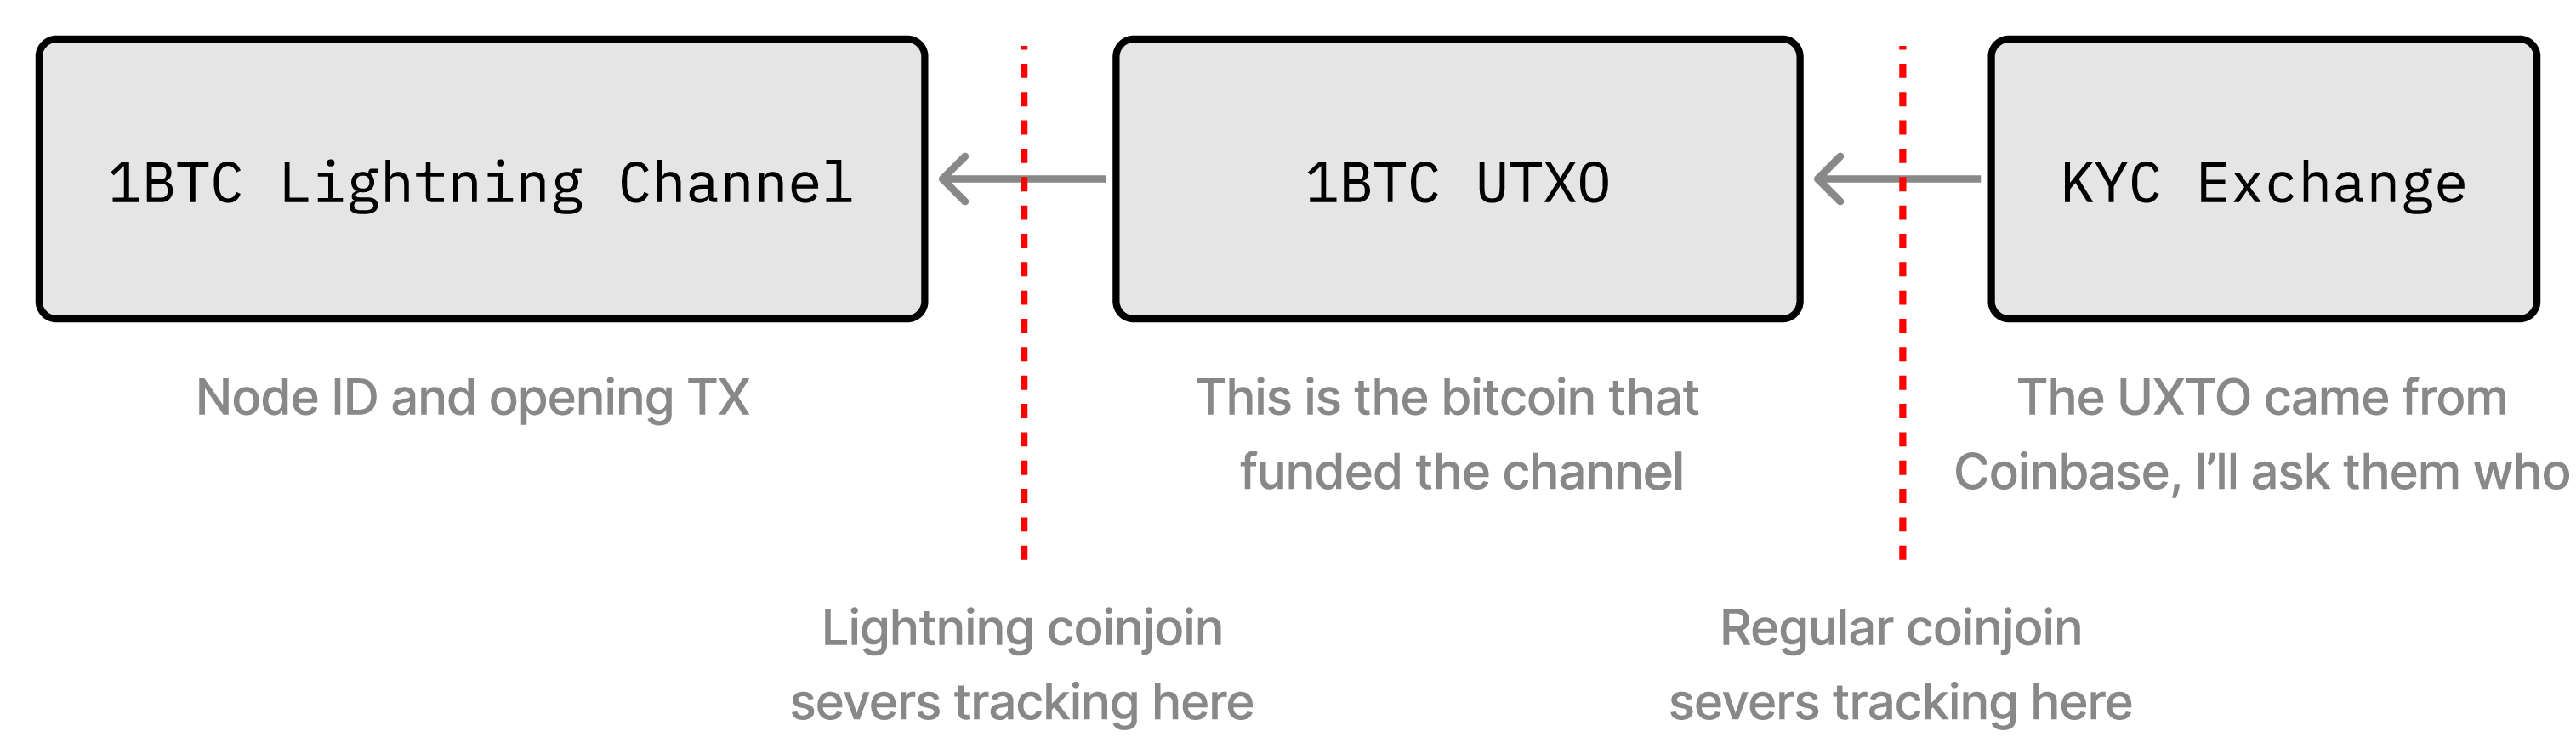 1BTC Lightning Channel
1BTC UTXO
KYC Exchange
Node ID and opening TX
This is the bitcoin that
funded the channel
The UXTO came from
Coinbase, I’ll ask them who
Lightning coinjoin
severs tracking here
Regular coinjoin
severs tracking here